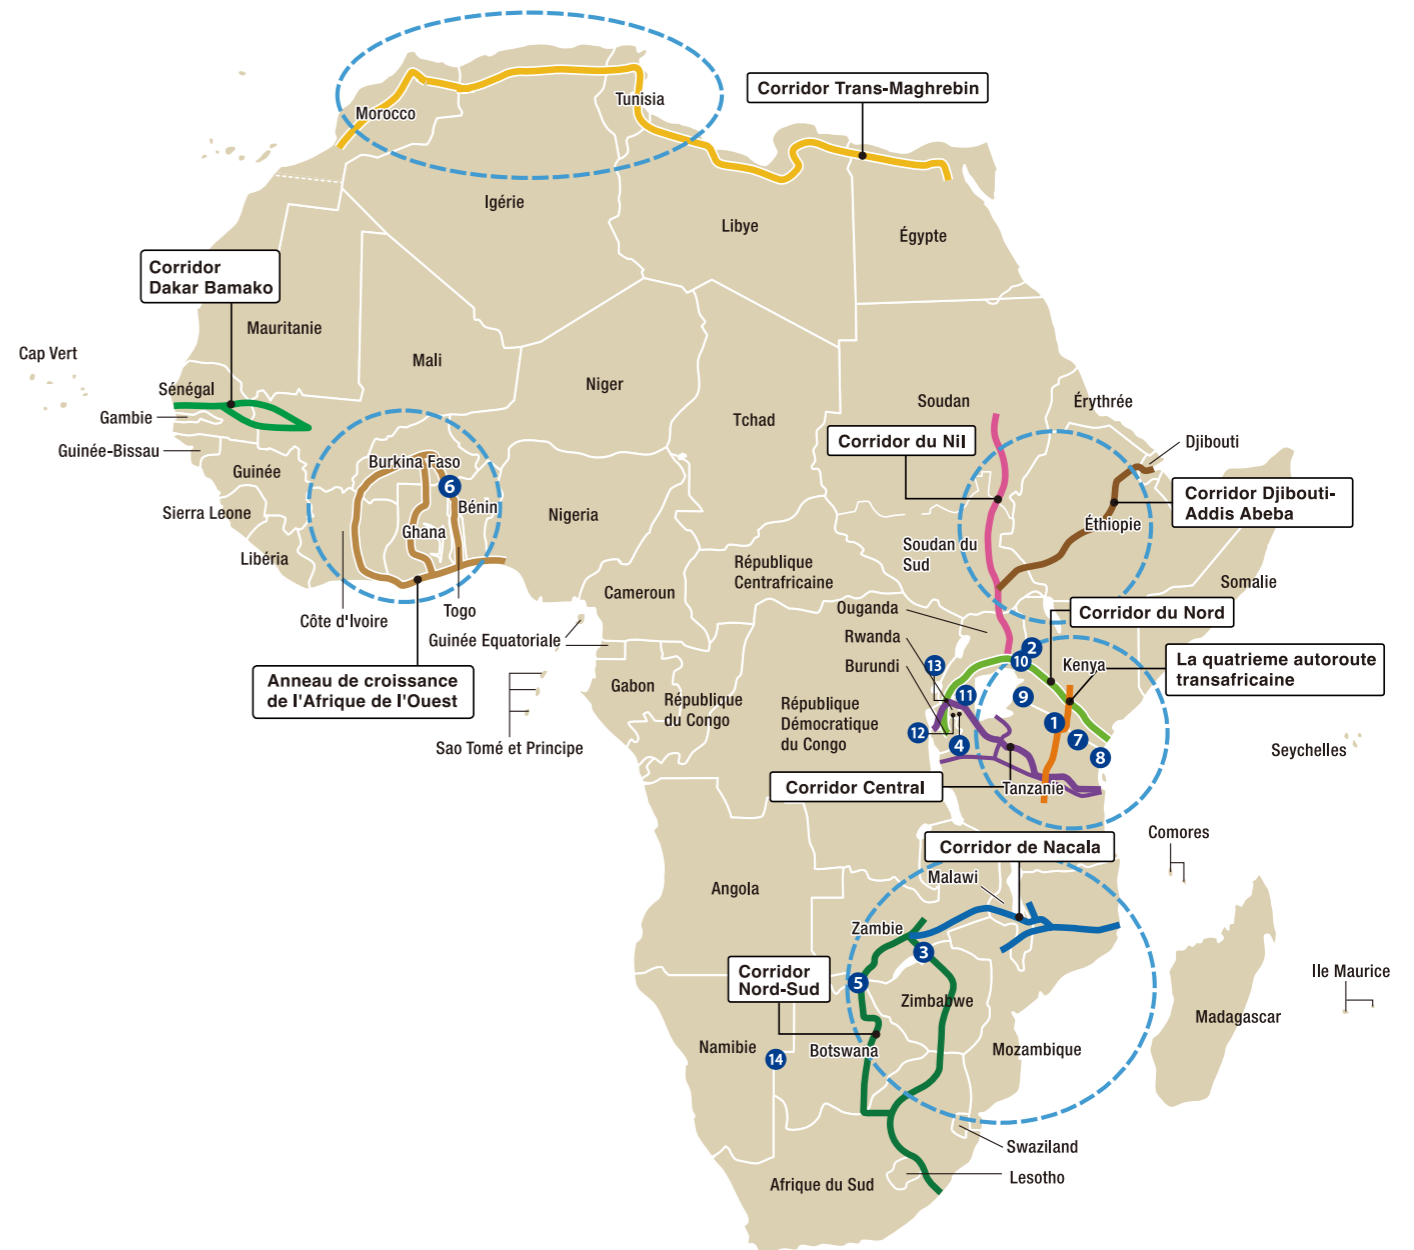 Corridor Trans-Maghrebin
Tunisia
Morocco
Igérie
Libye
Égypte
Corridor
Dakar Bamako
Mauritanie
Cap Vert
Mali
Niger
Sénégal
Tchad
Soudan
Érythrée
Gambie
Corridor du Nil
Djibouti
Guinée-Bissau
Burkina Faso
Guinée
6
Corridor Djibouti-
Addis Abeba
Bénin
Sierra Leone
Nigeria
Éthiopie
Ghana
Libéria
Soudan du
Sud
République
Centrafricaine
Somalie
Cameroun
Ouganda
Togo
Côte d'Ivoire
Corridor du Nord
Guinée Equatoriale
Rwanda
2
10
Burundi
13
Kenya
La quatrieme autoroute
transafricaine
Anneau de croissance
de l'Afrique de l'Ouest
Gabon
République
du Congo
République
Démocratique
du Congo
11
9
1
12
4
7
8
Sao Tomé et Principe
Seychelles
Corridor Central
Tanzanie
Comores
Corridor de Nacala
Malawi
Angola
Zambie
3
Corridor
Nord-Sud
5
Ile Maurice
Zimbabwe
Madagascar
Namibie
14
Botswana
Mozambique
Swaziland
Lesotho
Afrique du Sud